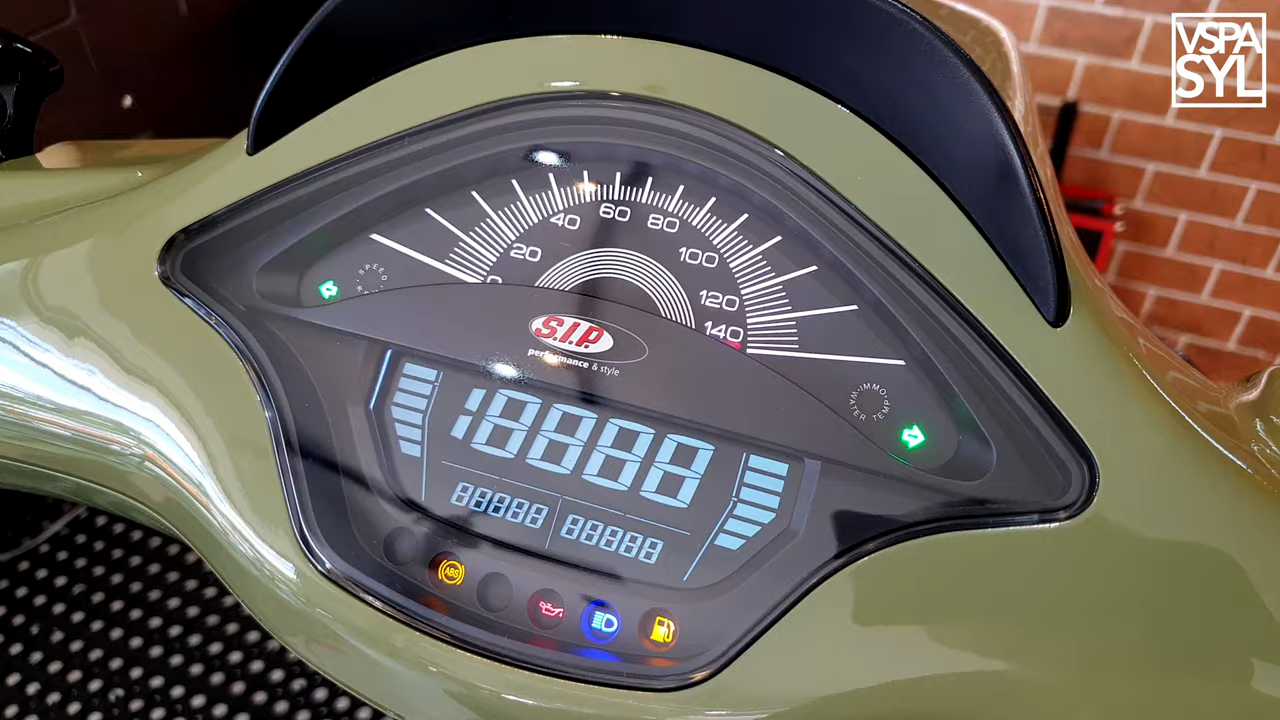 VSPA
SYL
0
20
40
60
80
100
120
140
SPEED
S.I.P.
performance & style
IMMO
WATER TEMP
18888
88888
88888
ABS